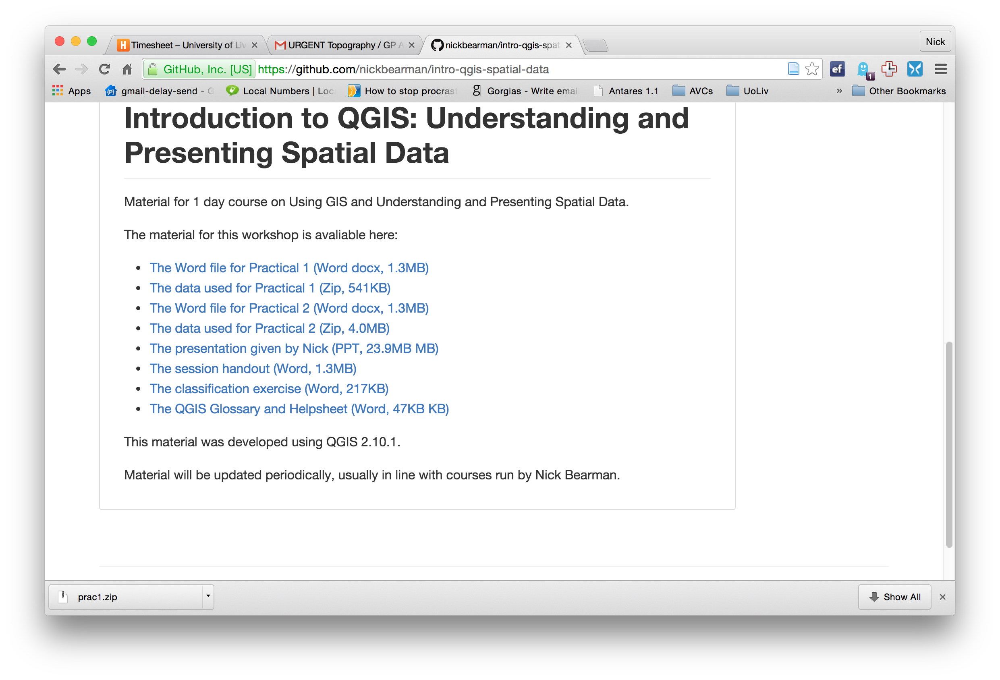 Timesheet – University of Liv
URGENT Topography / GP A
nickbearman/intro-qgis-spat
Nick
GitHub, Inc. [US] https://github.com/nickbearman/intro-qgis-spatial-data
ef
1
Apps
gmail-delay-send - G
Local Numbers | Loc
How to stop procrast
Gorgias - Write email
Antares 1.1
AVCs
UoLiv
»
Other Bookmarks
Introduction to QGIS: Understanding and
Presenting Spatial Data
Material for 1 day course on Using GIS and Understanding and Presenting Spatial Data.
The material for this workshop is avaliable here:
• The Word file for Practical 1 (Word docx, 1.3MB)
• The data used for Practical 1 (Zip, 541KB)
• The Word file for Practical 2 (Word docx, 1.3MB)
• The data used for Practical 2 (Zip, 4.0MB)
• The presentation given by Nick (PPT, 23.9MB MB)
• The session handout (Word, 1.3MB)
• The classification exercise (Word, 217KB)
• The QGIS Glossary and Helpsheet (Word, 47KB KB)
This material was developed using QGIS 2.10.1.
Material will be updated periodically, usually in line with courses run by Nick Bearman.
prac1.zip
Show All